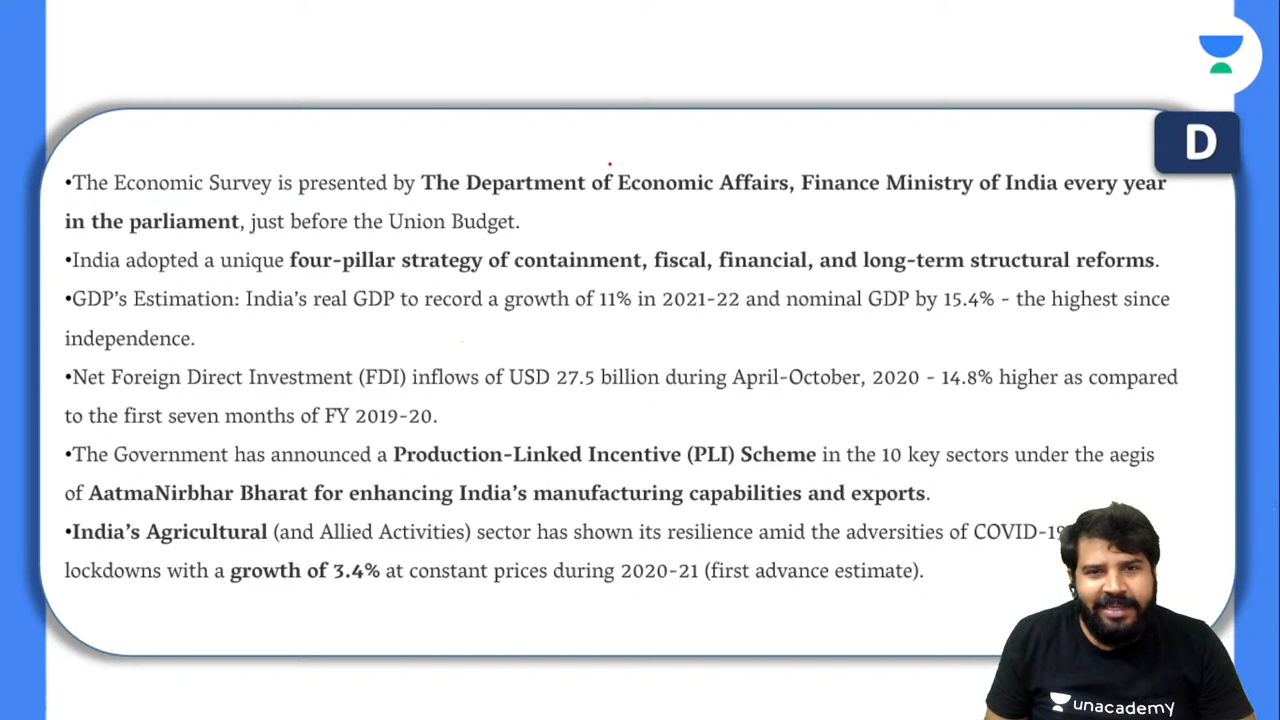 D
•The Economic Survey is presented by The Department of Economic Affairs, Finance Ministry of India every year
in the parliament, just before the Union Budget.
•India adopted a unique four-pillar strategy of containment, fiscal, financial, and long-term structural reforms.
•GDP's Estimation: India's real GDP to record a growth of 11% in 2021-22 and nominal GDP by 15.4% - the highest since
independence.
•Net Foreign Direct Investment (FDI) inflows of USD 27.5 billion during April-October, 2020 - 14.8% higher as compared
to the first seven months of FY 2019-20.
•The Government has announced a Production-Linked Incentive (PLI) Scheme in the 10 key sectors under the aegis
of AatmaNirbhar Bharat for enhancing India's manufacturing capabilities and exports.
•India's Agricultural (and Allied Activities) sector has shown its resilience amid the adversities of COVID-19
lockdowns with a growth of 3.4% at constant prices during 2020-21 (first advance estimate).
unacademy